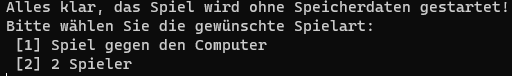 Alles klar, das Spiel wird ohne Speicherdaten gestartet!
Bitte wählen Sie die gewünschte Spielart:
[1] Spiel gegen den Computer
[2] 2 Spieler